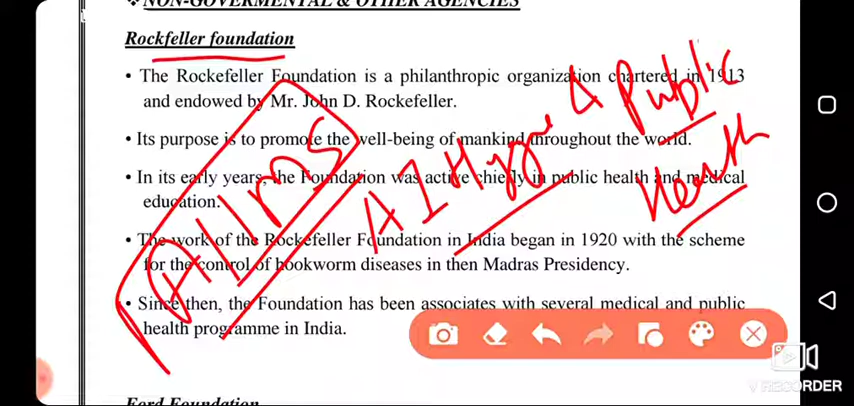 ❖NON-GOVERMENTAL & OTHER AGENCIES
Rockfeller foundation
• The Rockefeller Foundation is a philanthropic organization chartered in 1913
and endowed by Mr. John D. Rockefeller.
• Its purpose is to promote the well-being of mankind throughout the world.
• In its early years, the Foundation was active chiefly in public health and medical
education.
• The work of the Rockefeller Foundation in India began in 1920 with the scheme
for the control of hookworm diseases in then Madras Presidency.
• Since then, the Foundation has been associates with several medical and public
health programme in India.
Ford Foundation
AIIMS
A I Hygne & Public
Health
V RECORDER